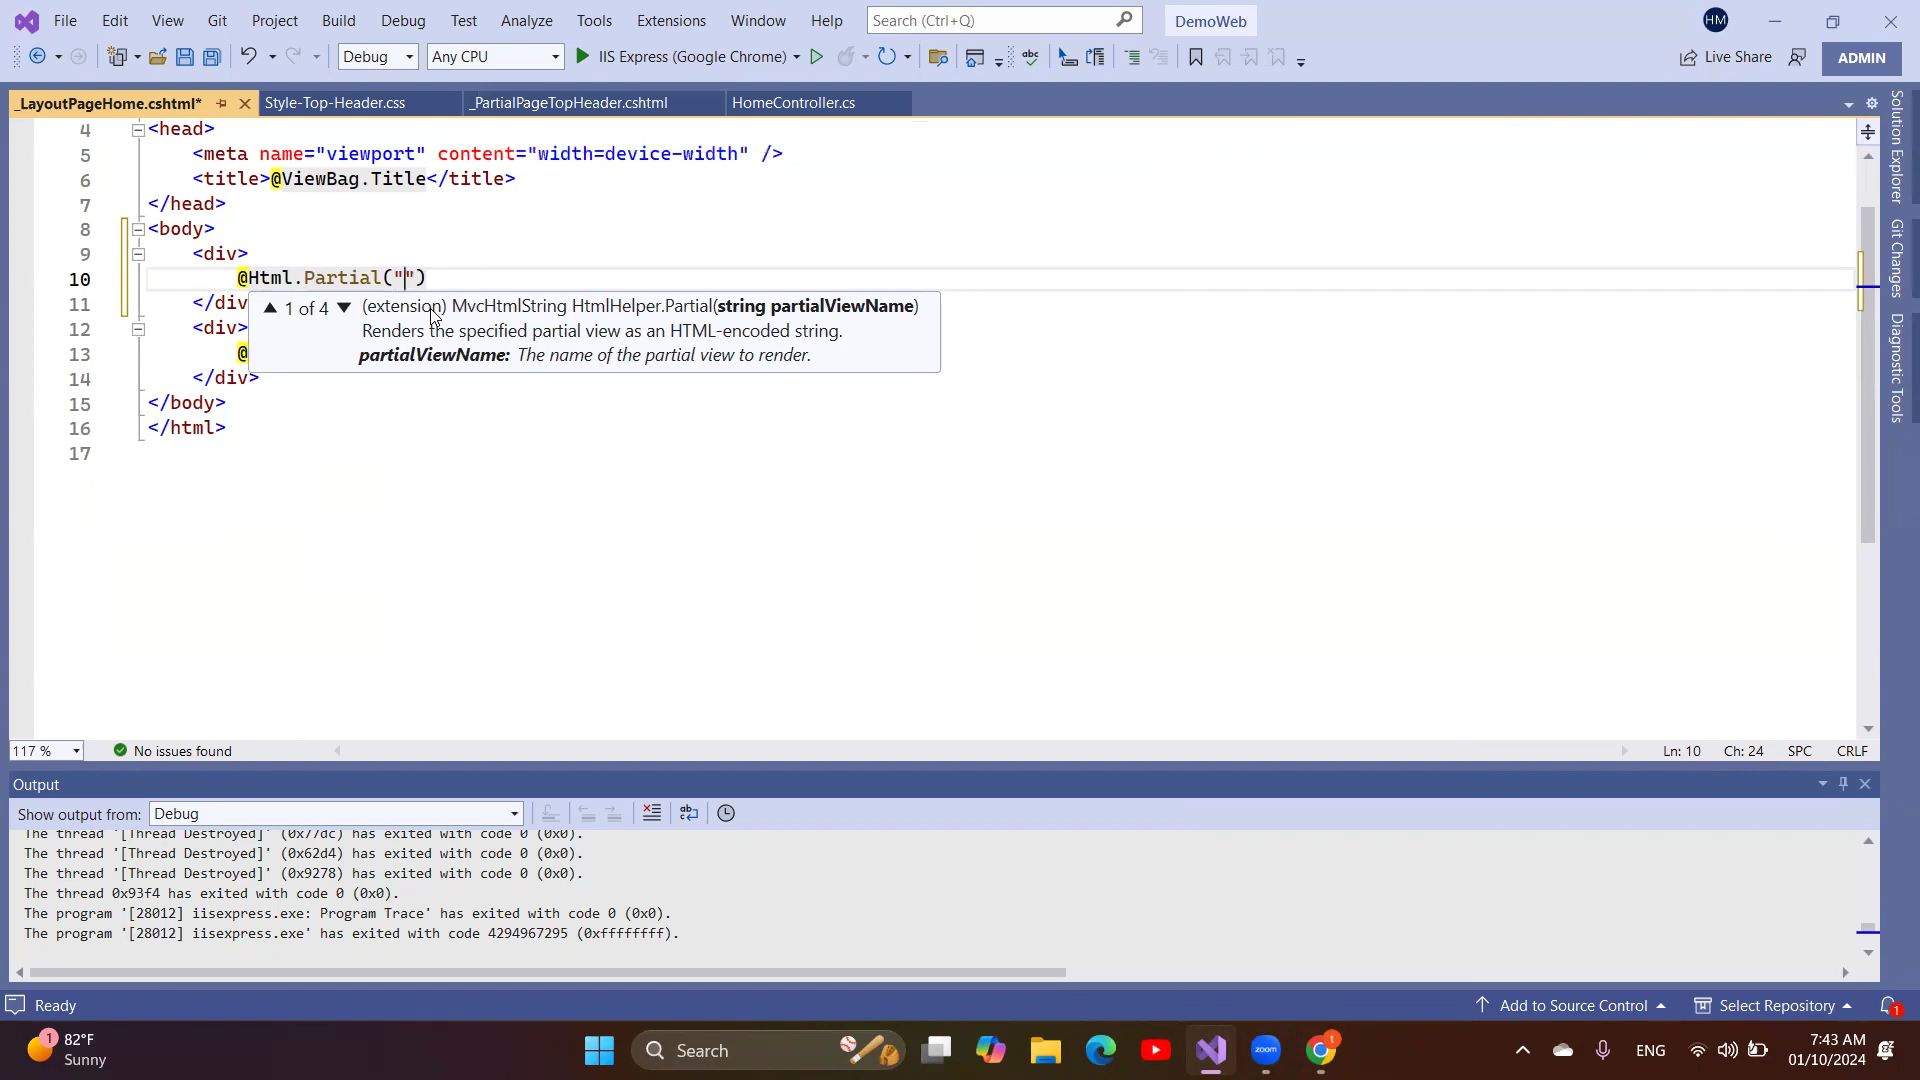 File Edit View Git Project Build Debug Test Analyze Tools Extensions Window Help Search (Ctrl+Q) DemoWeb HM
Debug Any CPU IIS Express (Google Chrome) Live Share ADMIN
_LayoutPageHome.cshtml* Style-Top-Header.css _PartialPageTopHeader.cshtml HomeController.cs
4 <head>
5 <meta name="viewport" content="width=device-width" />
6 <title>@ViewBag.Title</title>
7 </head>
8 <body>
9 <div>
10 @Html.Partial("")
11 </div
1 of 4 (extension) MvcHtmlString HtmlHelper.Partial(string partialViewName)
Renders the specified partial view as an HTML-encoded string.
partialViewName: The name of the partial view to render.
12 <div>
13 @
14 </div>
15 </body>
16 </html>
17
Solution Explorer
Git Changes
Diagnostic Tools
117 % No issues found Ln: 10 Ch: 24 SPC CRLF
Output
Show output from: Debug
The thread '[Thread Destroyed]' (0x77dc) has exited with code 0 (0x0).
The thread '[Thread Destroyed]' (0x62d4) has exited with code 0 (0x0).
The thread '[Thread Destroyed]' (0x9278) has exited with code 0 (0x0).
The thread 0x93f4 has exited with code 0 (0x0).
The program '[28012] iisexpress.exe: Program Trace' has exited with code 0 (0x0).
The program '[28012] iisexpress.exe' has exited with code 4294967295 (0xffffffff).
Ready Add to Source Control Select Repository 1
1 82°F
Sunny
Search
zoom
ENG
7:43 AM
01/10/2024